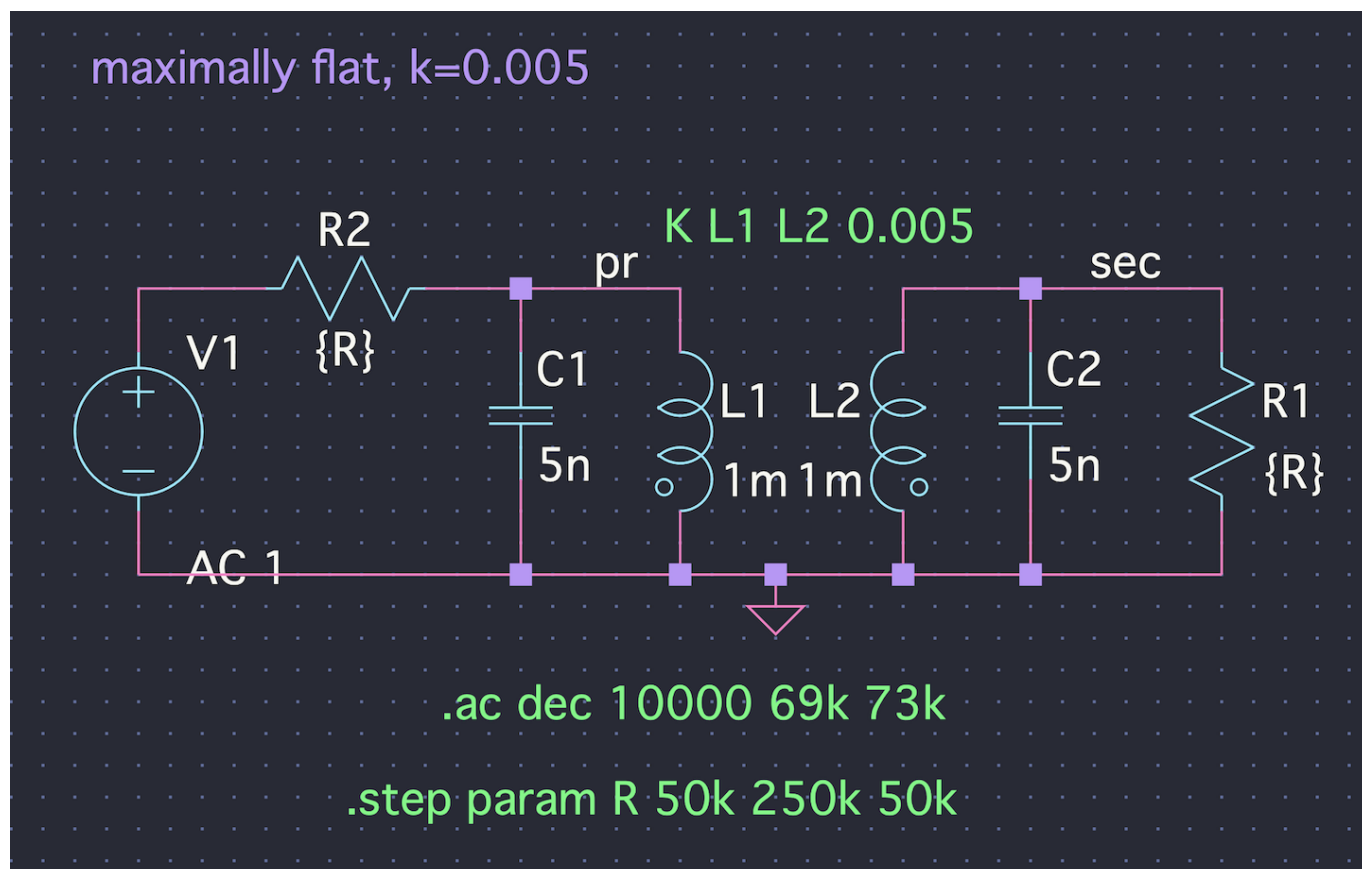 maximally flat, k=0.005
K L1 L2 0.005
R2
pr
sec
{R}
V1
C1
C2
L1
L2
R1
5n
1m
1m
5n
{R}
AC 1
.ac dec 10000 69k 73k
.step param R 50k 250k 50k